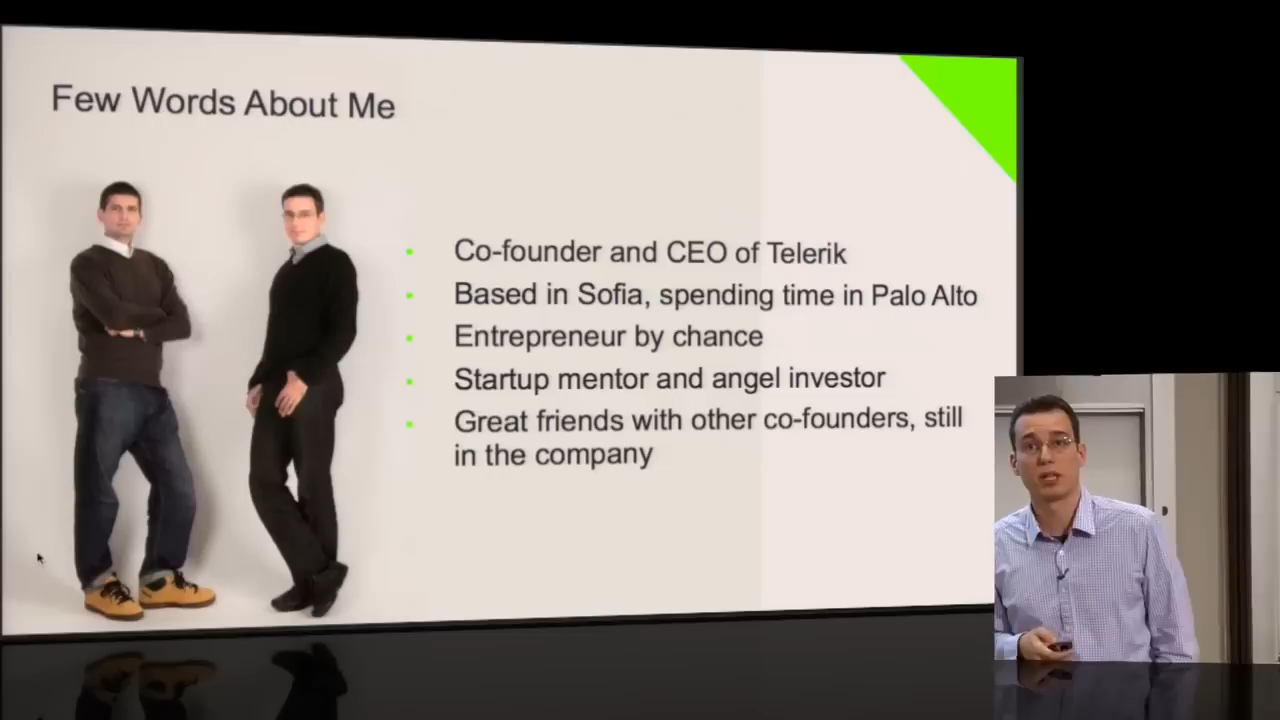 Few Words About Me
Co-founder and CEO of Telerik
Based in Sofia, spending time in Palo Alto
Entrepreneur by chance
Startup mentor and angel investor
Great friends with other co-founders, still
in the company